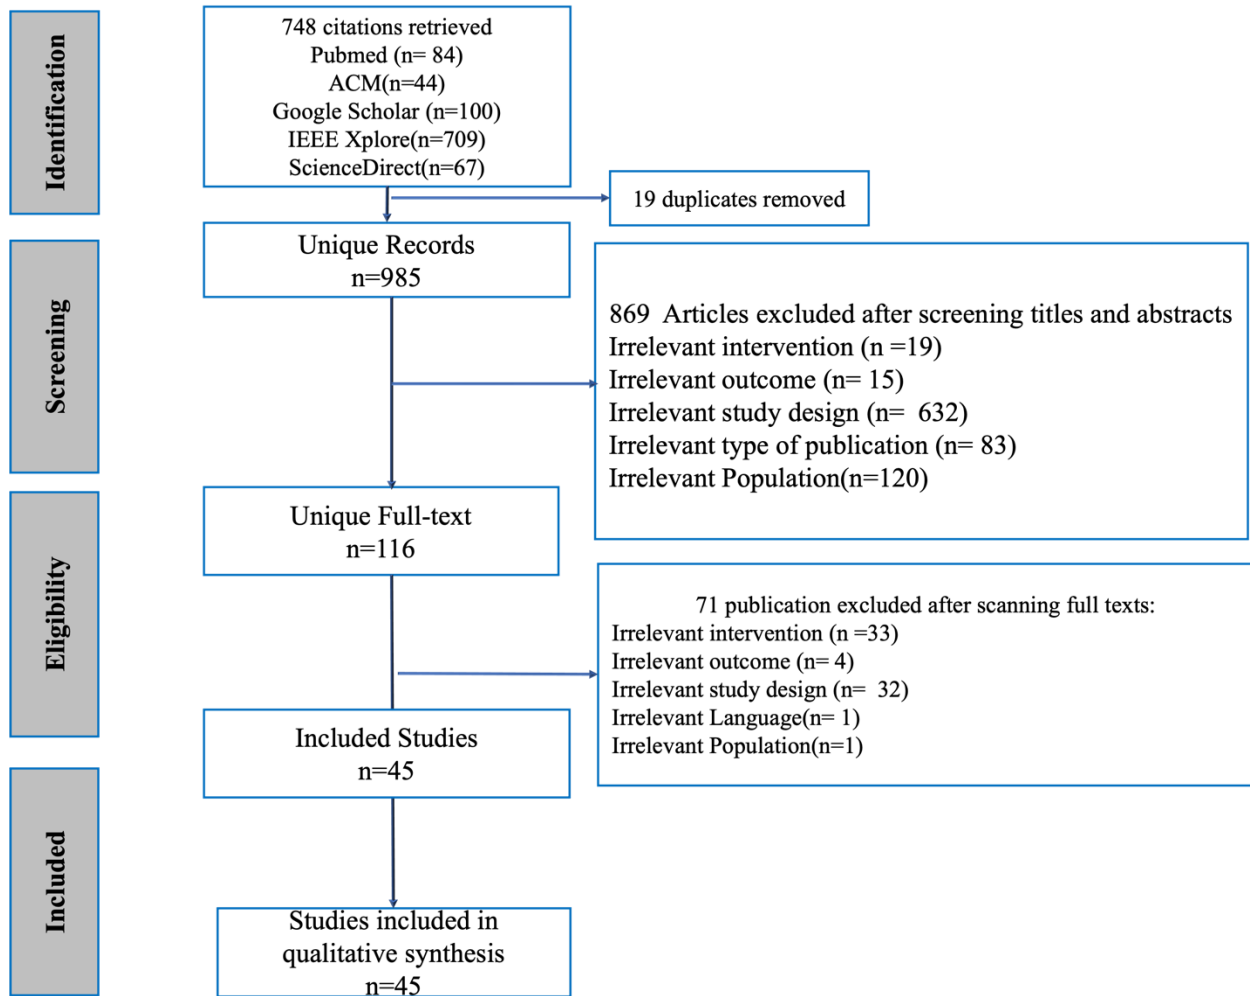 Identification
748 citations retrieved
Pubmed (n= 84)
ACM(n=44)
Google Scholar (n=100)
IEEE Xplore(n=709)
ScienceDirect(n=67)
19 duplicates removed
Screening
Unique Records
n=985
869  Articles excluded after screening titles and abstracts
Irrelevant intervention (n =19)
Irrelevant outcome (n= 15)
Irrelevant study design (n=  632)
Irrelevant type of publication (n= 83)
Irrelevant Population(n=120)
Eligibility
Unique Full-text
n=116
71 publication excluded after scanning full texts:
Irrelevant intervention (n =33)
Irrelevant outcome (n= 4)
Irrelevant study design (n=  32)
Irrelevant Language(n= 1)
Irrelevant Population(n=1)
Included Studies
n=45
Included
Studies included in
qualitative synthesis
n=45